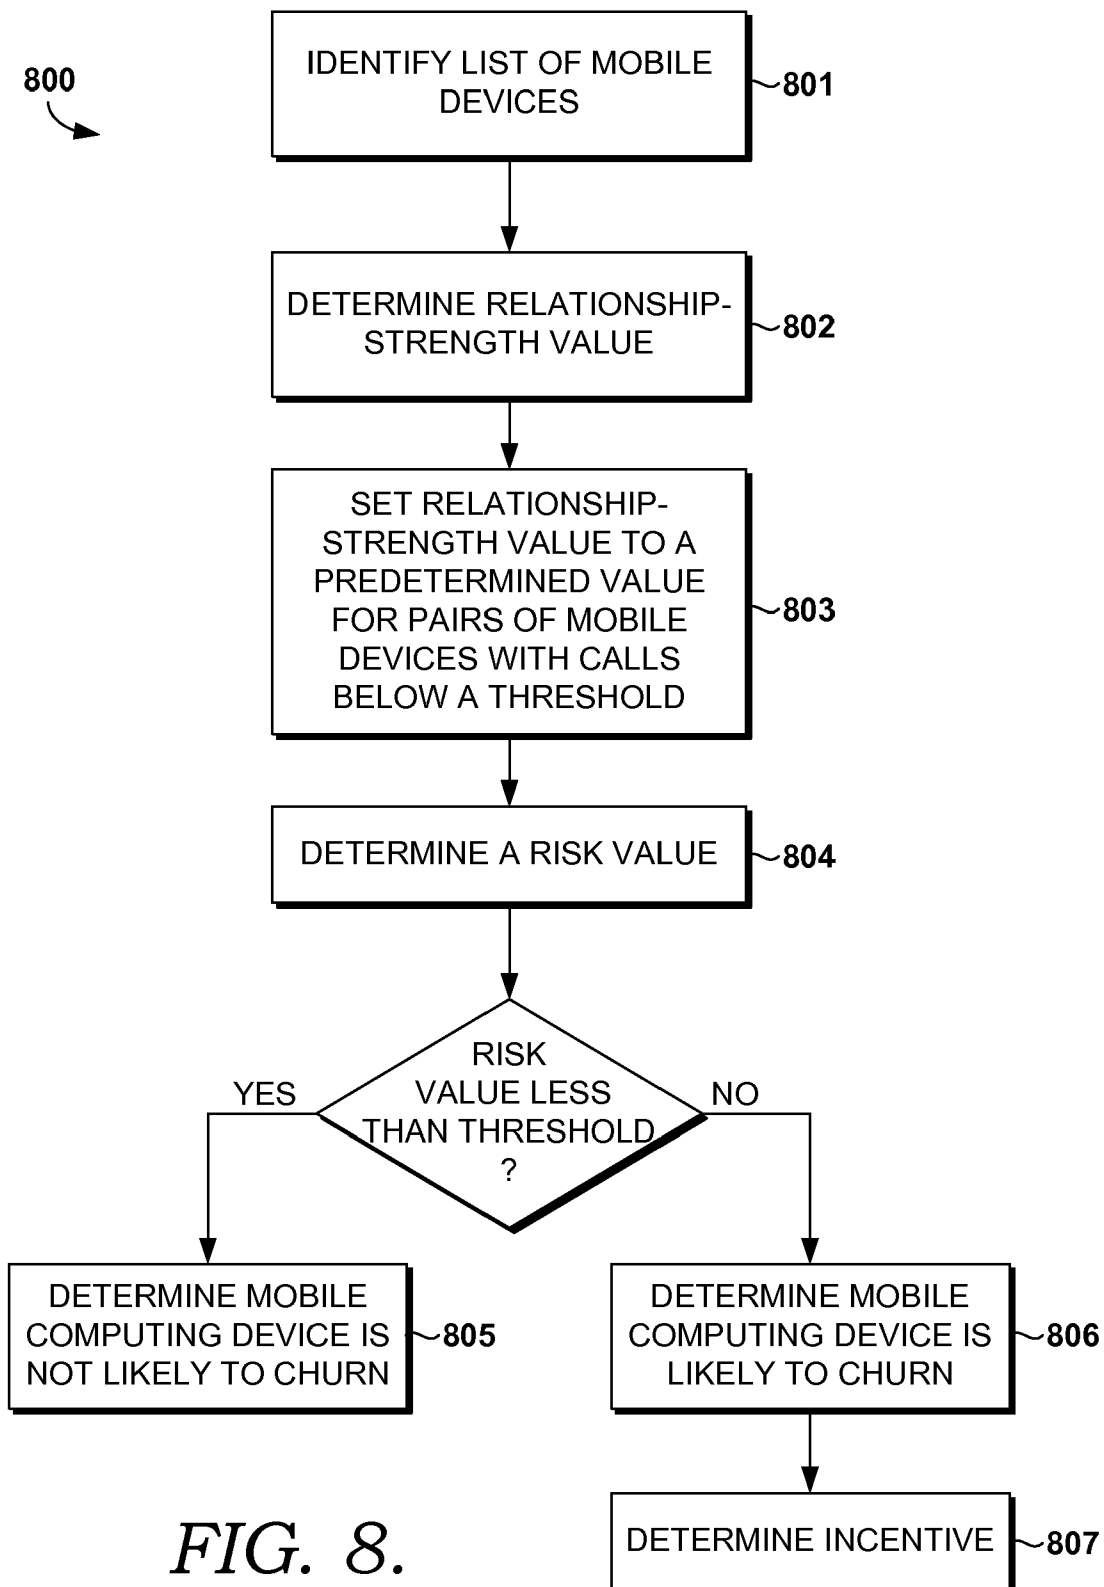 800
IDENTIFY LIST OF MOBILE
DEVICES
801
DETERMINE RELATIONSHIP-
STRENGTH VALUE
802
SET RELATIONSHIP-
STRENGTH VALUE TO A
PREDETERMINED VALUE
FOR PAIRS OF MOBILE
DEVICES WITH CALLS
BELOW A THRESHOLD
803
DETERMINE A RISK VALUE
804
RISK
VALUE LESS
THAN THRESHOLD
?
YES
NO
DETERMINE MOBILE
COMPUTING DEVICE IS
NOT LIKELY TO CHURN
805
DETERMINE MOBILE
COMPUTING DEVICE IS
LIKELY TO CHURN
806
DETERMINE INCENTIVE
807
FIG. 8.